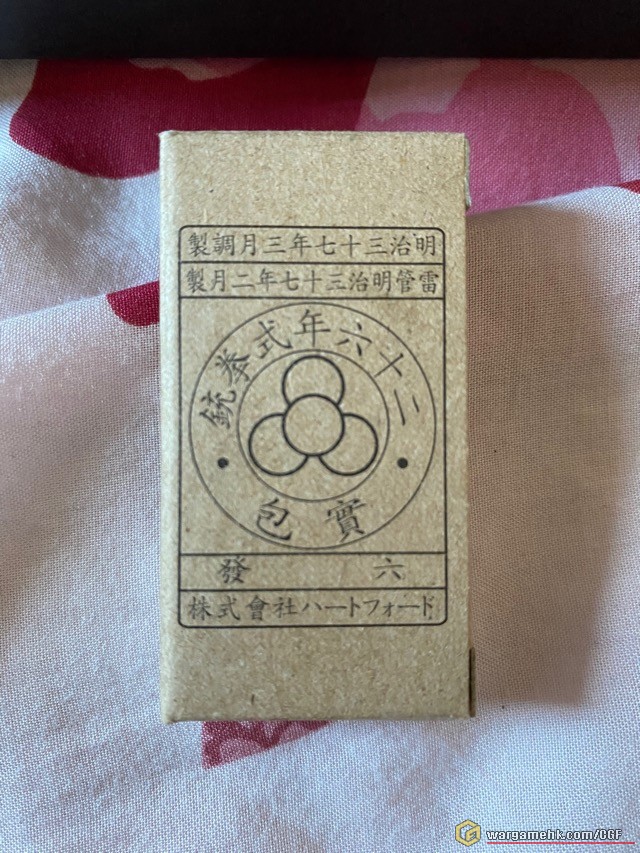 明治三十七年三月調製
雷管明治三十七年二月製
二十六年式拳銃
實包
六發
株式會社ハートフォード
wargamehk.com/CGF